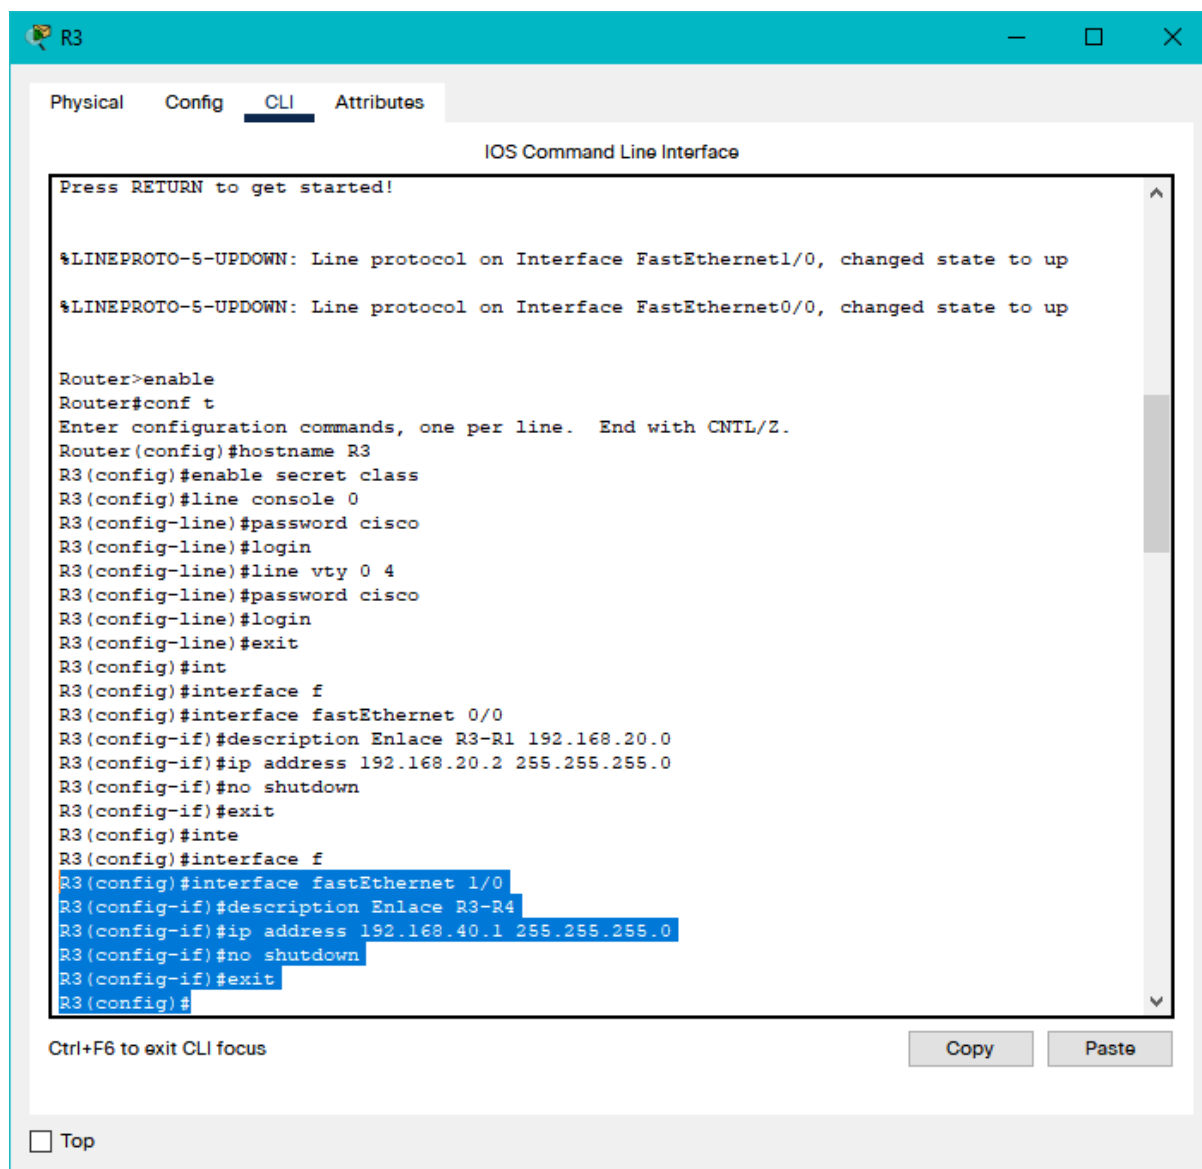 R3
Physical Config CLI Attributes
IOS Command Line Interface
Press RETURN to get started!
%LINEPROTO-5-UPDOWN: Line protocol on Interface FastEthernet1/0, changed state to up
%LINEPROTO-5-UPDOWN: Line protocol on Interface FastEthernet0/0, changed state to up
Router>enable
Router#conf t
Enter configuration commands, one per line.  End with CNTL/Z.
Router(config)#hostname R3
R3(config)#enable secret class
R3(config)#line console 0
R3(config-line)#password cisco
R3(config-line)#login
R3(config-line)#line vty 0 4
R3(config-line)#password cisco
R3(config-line)#login
R3(config-line)#exit
R3(config)#int
R3(config)#interface f
R3(config)#interface fastEthernet 0/0
R3(config-if)#description Enlace R3-R1 192.168.20.0
R3(config-if)#ip address 192.168.20.2 255.255.255.0
R3(config-if)#no shutdown
R3(config-if)#exit
R3(config)#inte
R3(config)#interface f
R3(config)#interface fastEthernet 1/0
R3(config-if)#description Enlace R3-R4
R3(config-if)#ip address 192.168.40.1 255.255.255.0
R3(config-if)#no shutdown
R3(config-if)#exit
R3(config)#
Ctrl+F6 to exit CLI focus
Copy Paste
Top